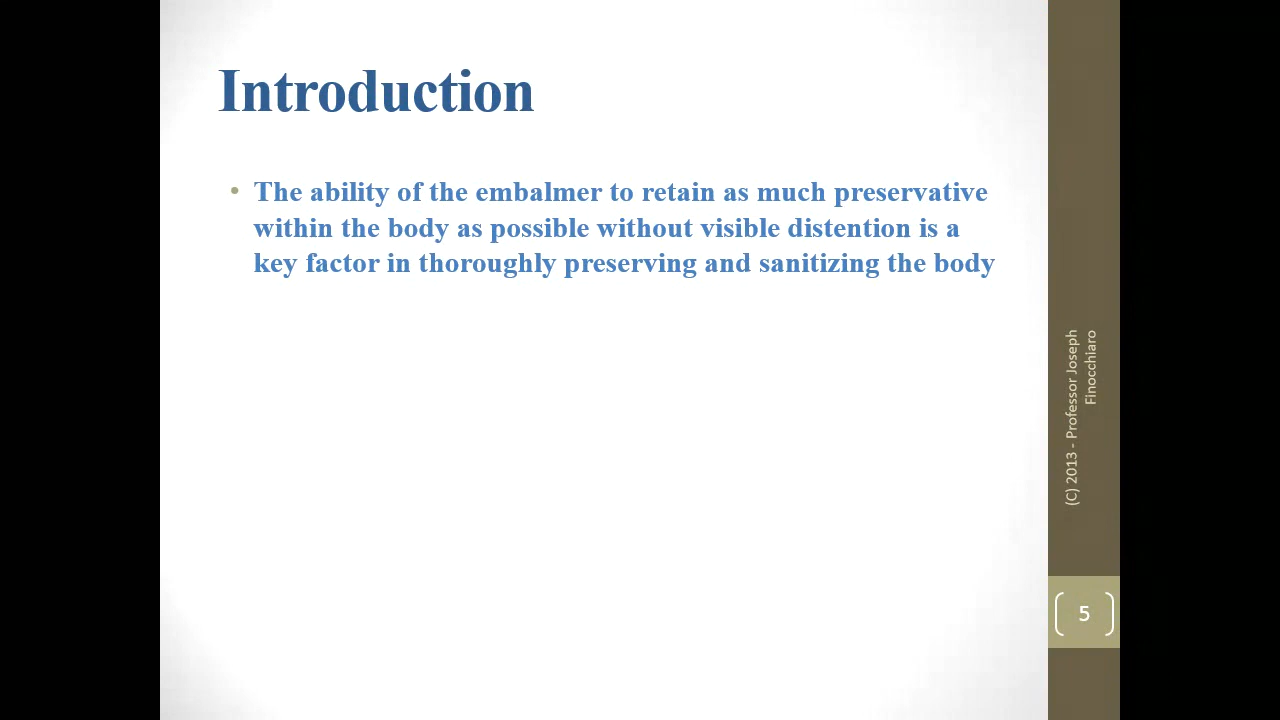 Introduction
• The ability of the embalmer to retain as much preservative
within the body as possible without visible distention is a
key factor in thoroughly preserving and sanitizing the body
(C) 2013 - Professor Joseph
Finocchiaro
5